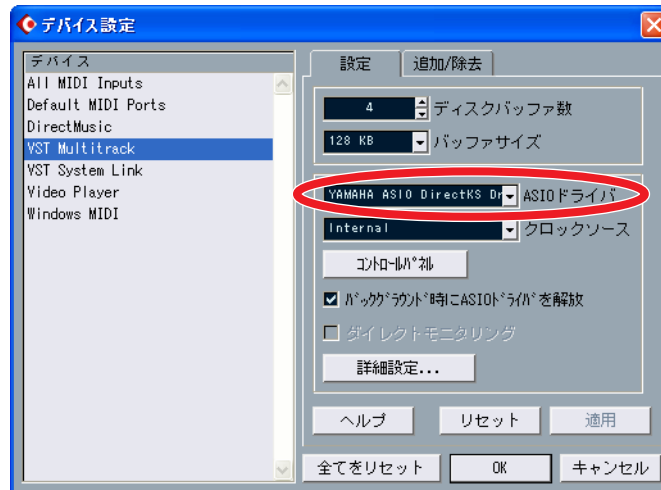 デバイス設定
デバイス
All MIDI Inputs
Default MIDI Ports
DirectMusic
VST Multitrack
VST System Link
Video Player
Windows MIDI
設定
追加/除去
4 ディスクバッファ数
128 KB バッファサイズ
YAMAHA ASIO DirectKS Dr ASIOドライバ
Internal クロックソース
コントロールパネル
バックグラウンド時にASIOドライバを解放
ダイレクトモニタリング
詳細設定...
ヘルプ
リセット
適用
全てをリセット
OK
キャンセル